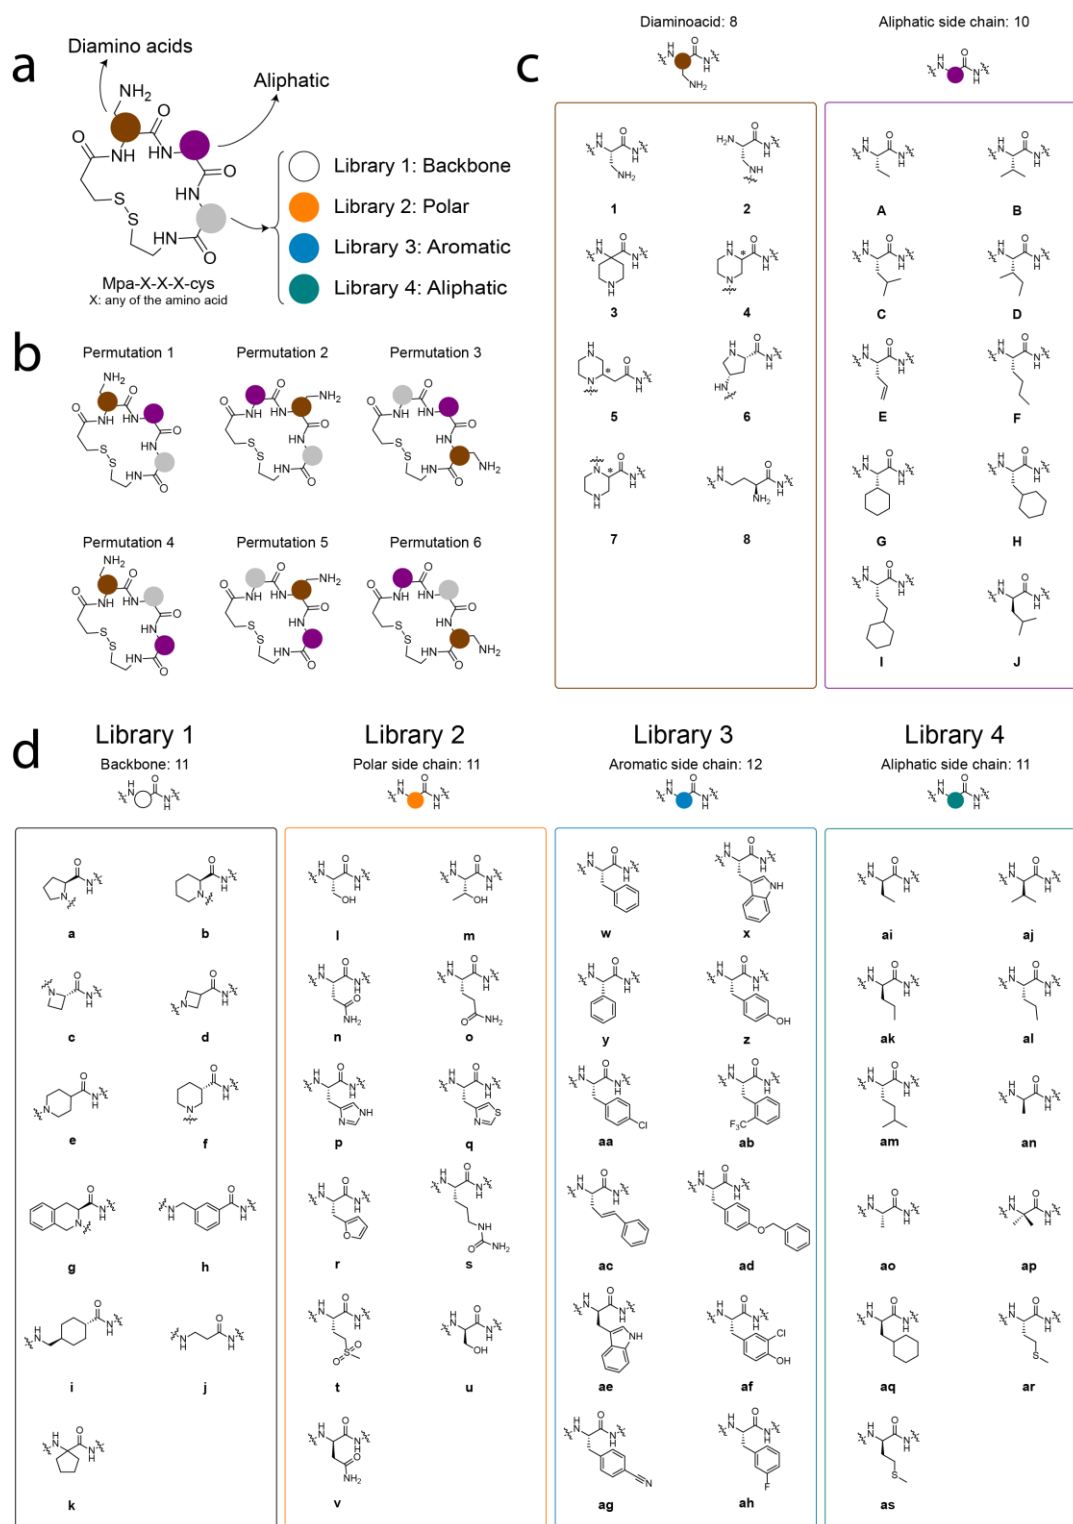 a
Diamino acids
Aliphatic
NH₂
O
NH
O
HN
O
NH
S
S
NH
O
Mpa-X-X-X-cys
X: any of the amino acid
Library 1: Backbone
Library 2: Polar
Library 3: Aromatic
Library 4: Aliphatic
b
Permutation 1
Permutation 2
Permutation 3
Permutation 4
Permutation 5
Permutation 6
c
Diaminoacid: 8
Aliphatic side chain: 10
1
2
A
B
3
4
C
D
5
6
E
F
7
8
G
H
I
J
d
Library 1
Library 2
Library 3
Library 4
Backbone: 11
Polar side chain: 11
Aromatic side chain: 12
Aliphatic side chain: 11
a
b
l
m
w
x
ai
aj
c
d
n
o
y
z
ak
al
e
f
p
q
aa
ab
am
an
g
h
r
s
ac
ad
ao
ap
i
j
t
u
ae
af
aq
ar
k
v
ag
ah
as